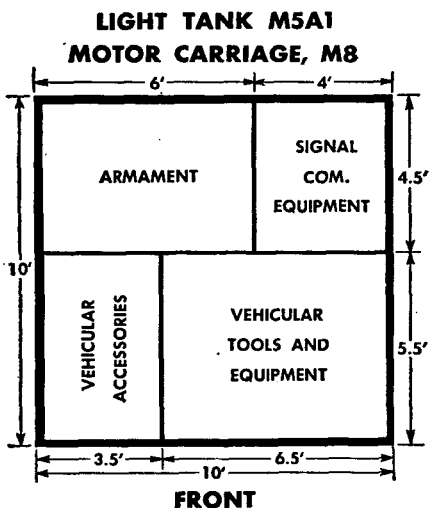 LIGHT TANK M5A1
MOTOR CARRIAGE, M8
6'
4'
ARMAMENT
SIGNAL
COM.
EQUIPMENT
4.5'
10'
VEHICULAR
ACCESSORIES
VEHICULAR
TOOLS AND
EQUIPMENT
5.5'
3.5'
6.5'
10'
FRONT